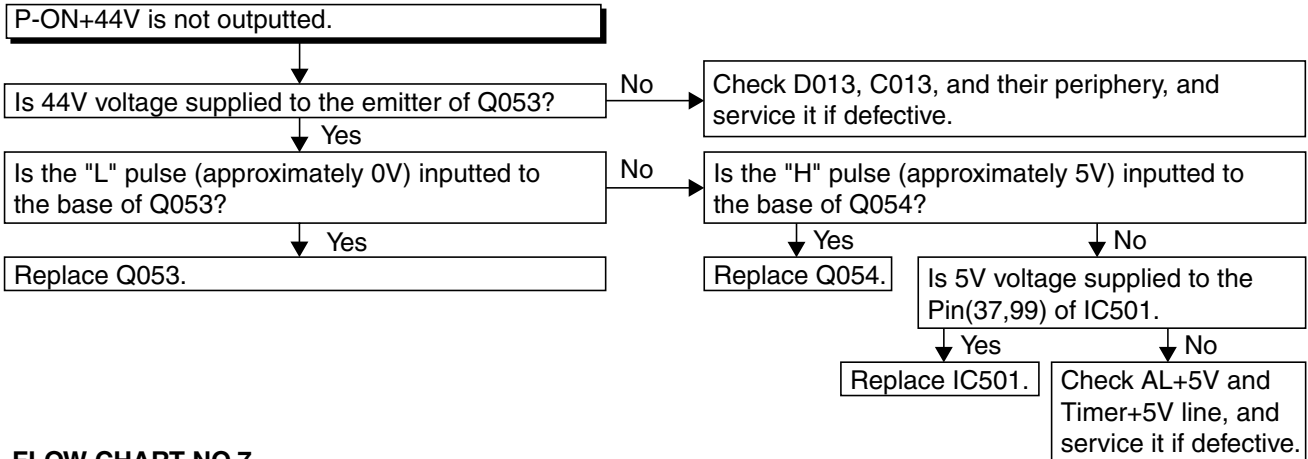 P-ON+44V is not outputted.
Is 44V voltage supplied to the emitter of Q053?
No
Check D013, C013, and their periphery, and
service it if defective.
Yes
Is the "L" pulse (approximately 0V) inputted to
the base of Q053?
No
Is the "H" pulse (approximately 5V) inputted to
the base of Q054?
Yes
Replace Q053.
Yes
Replace Q054.
No
Is 5V voltage supplied to the
Pin(37,99) of IC501.
Yes
Replace IC501.
No
Check AL+5V and
Timer+5V line, and
service it if defective.
FLOW CHART NO.7